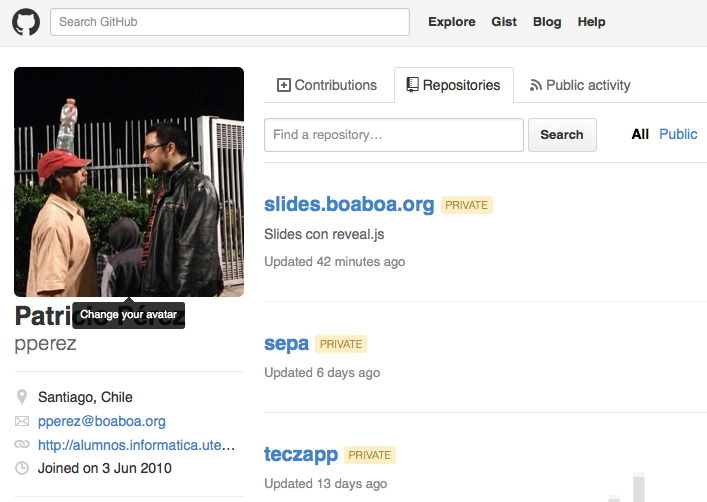 Search GitHub
Explore Gist Blog Help
Contributions Repositories Public activity
Find a repository… Search All Public
slides.boaboa.org PRIVATE
Slides con reveal.js
Updated 42 minutes ago
Change your avatar
Patricio Pérez
pperez
Santiago, Chile
pperez@boaboa.org
http://alumnos.informatica.ute…
Joined on 3 Jun 2010
sepa PRIVATE
Updated 6 days ago
teczapp PRIVATE
Updated 13 days ago